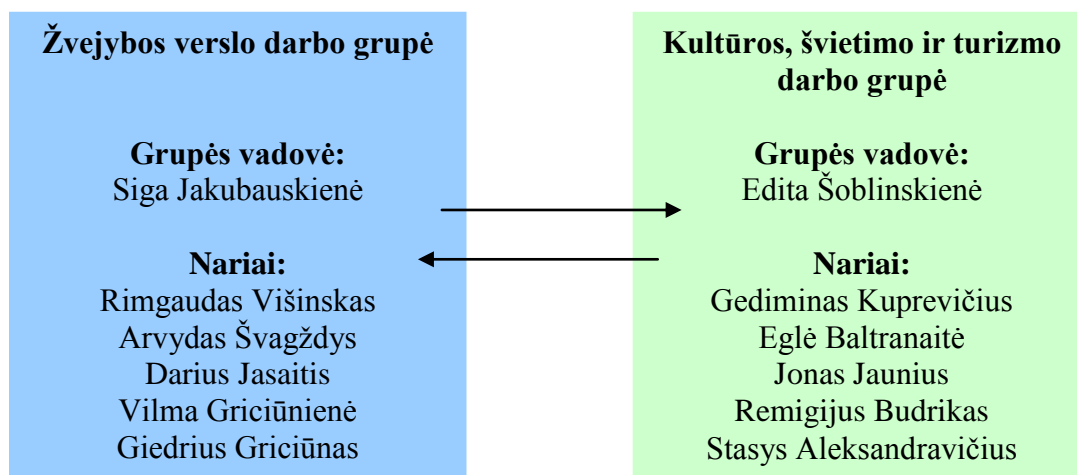 Žvejybos verslo darbo grupė
Grupės vadovė:
Siga Jakubauskienė
Nariai:
Rimgaudas Višinskas
Arvydas Švagždys
Darius Jasaitis
Vilma Griciūnienė
Giedrius Griciūnas
Kultūros, švietimo ir turizmo
darbo grupė
Grupės vadovė:
Edita Šoblinskienė
Nariai:
Gediminas Kuprevičius
Eglė Baltranaitė
Jonas Jaunius
Remigijus Budrikas
Stasys Aleksandravičius